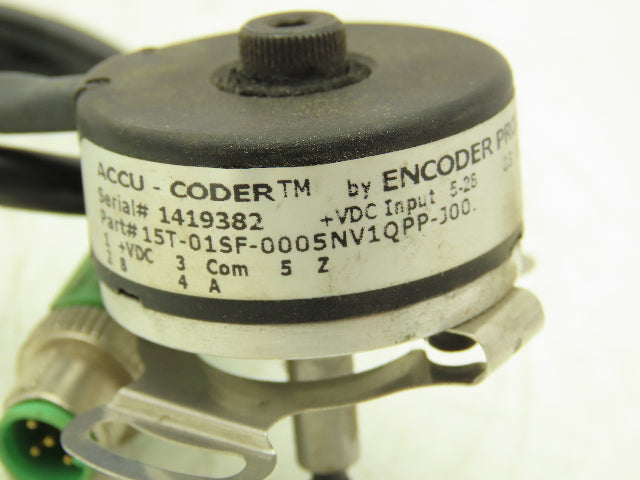 ACCU - CODER™ by ENCODER PRO
Serial# 1419382 +VDC Input 5-28
Part# 15T-01SF-0005NV1QPP-J00.
1 +VDC 3 Com 5 Z
2 B 4 A